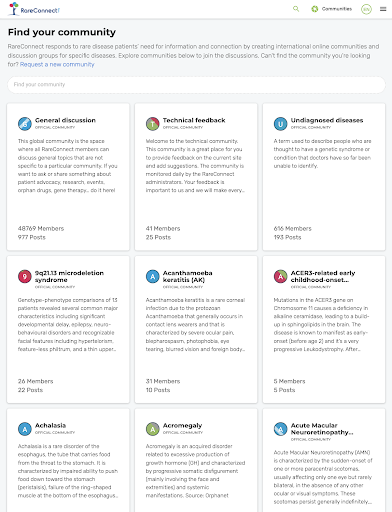 RareConnect
Communities
Find your community
RareConnect responds to rare disease patients' need for information and connection by creating international online communities and
discussion groups for specific diseases. Explore communities below to join the discussions. Can't find the community you're looking
for? Request a new community
Find your community
General discussion
OFFICIAL COMMUNITY
This global community is the space
where all RareConnect members can
discuss general topics that are not
specific to a particular community. If you
want to ask or share something about
patient advocacy, research, events,
orphan drugs, gene therapy... do it here!
48769 Members
977 Posts
Technical feedback
OFFICIAL COMMUNITY
Welcome to the technical community.
This community is a great place for you
to provide feedback on the current site
and add suggestions. The community is
monitored daily by the RareConnect
administrators. Your feedback is
important to us and we will make every...
41 Members
25 Posts
U
Undiagnosed diseases
OFFICIAL COMMUNITY
A term used to describe people who are
thought to have a genetic syndrome or
condition that doctors have so far been
unable to identify.
616 Members
193 Posts
9
9q21.13 microdeletion
syndrome
OFFICIAL COMMUNITY
Genotype-phenotype comparisons of 13
patients revealed several common major
characteristics including significant
developmental delay, epilepsy, neuro-
behavioural disorders and recognizable
facial features including hypertelorism,
feature-less philtrum, and a thin upper...
26 Members
22 Posts
A
Acanthamoeba
keratitis (AK)
OFFICIAL COMMUNITY
Acanthamoeba keratitis is a rare corneal
infection due to the protozoan
Acanthamoeba that generally occurs in
contact lens wearers and that is
characterized by severe ocular pain,
blepharospasm, photophobia, eye
tearing, blurred vision and foreign body...
31 Members
10 Posts
A
ACER3-related early
childhood-onset...
OFFICIAL COMMUNITY
Mutations in the ACER3 gene on
Chromosome 11 causes a deficiency in
alkaline ceramidase, leading to a build-
up in sphingolipids in the brain. The
disease is known to manifest as early-
onset (before age 2) and it's a very
progressive Leukodystrophy. After...
5 Members
5 Posts
A
Achalasia
OFFICIAL COMMUNITY
Achalasia is a rare disorder of the
esophagus, the tube that carries food
from the throat to the stomach. It is
characterized by impaired ability to push
food down toward the stomach
(peristalsis), failure of the ring-shaped
muscle at the bottom of the esophagus...
A
Acromegaly
OFFICIAL COMMUNITY
Acromegaly is an acquired disorder
related to excessive production of
growth hormone (GH) and characterized
by progressive somatic disfigurement
(mainly involving the face and
extremities) and systemic
manifestations. Source: Orphanet
Acute Macular
Neuroretinopathy...
OFFICIAL COMMUNITY
Acute Macular Neuroretinopathy (AMN)
is characterized by the cute-onset of
one or more paracentral scotomas,
usually affecting only one eye but rarely
bilateral, in the absence of any other
ocular or visual symptoms. These
scotomas persist generally indefinitely,...